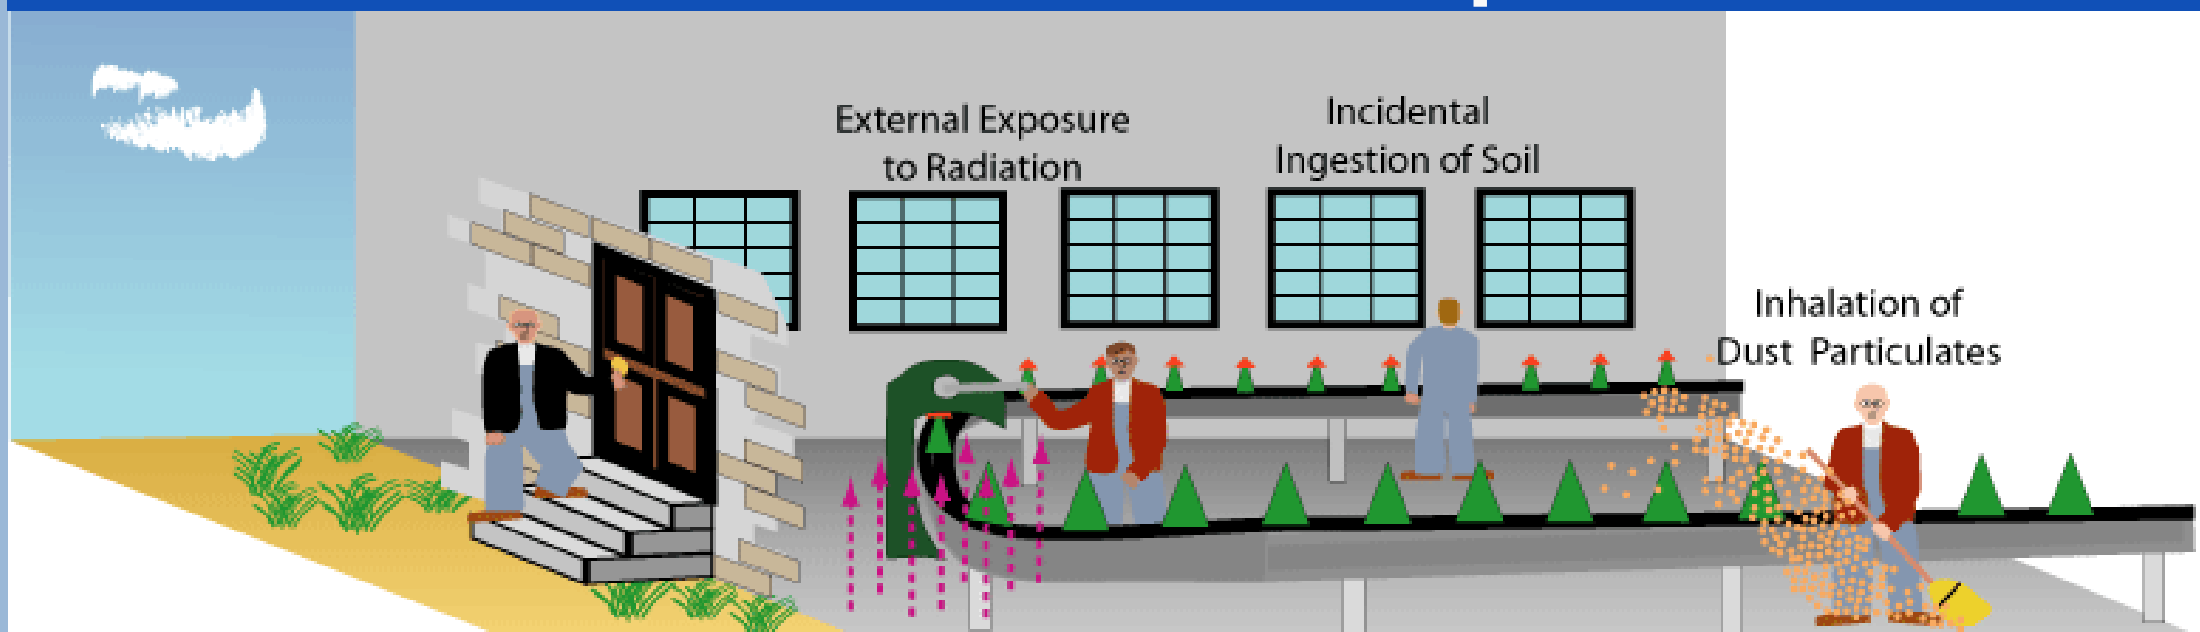 External Exposure
to Radiation
Incidental
Ingestion of Soil
Inhalation of
Dust Particulates